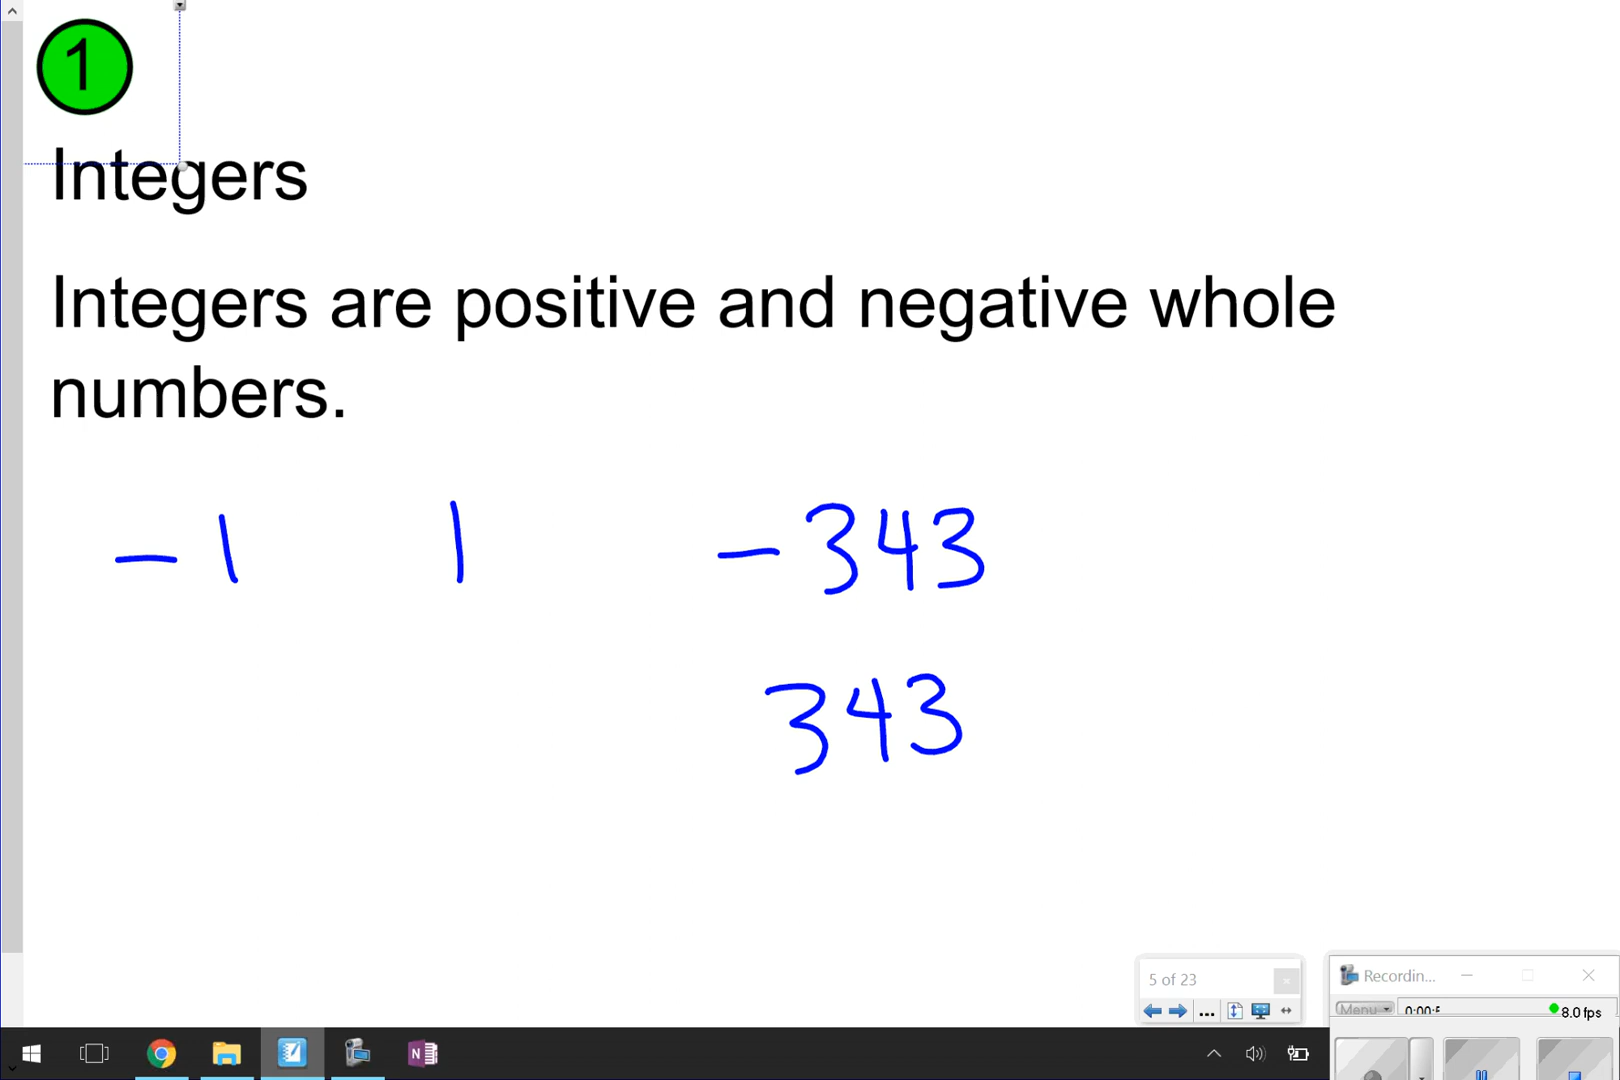 1
Integers
Integers are positive and negative whole
numbers.
-1 1 -343
343
5 of 23
Recordin...
...
Menu
8.0 fps
N